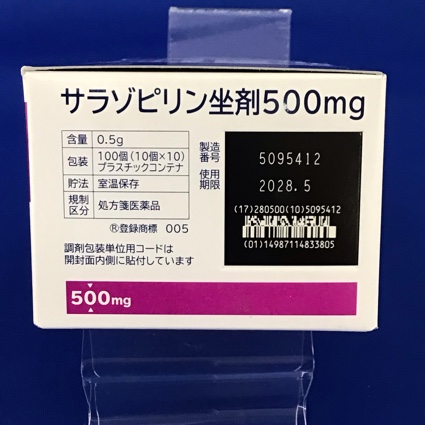 サラゾピリン坐剤500mg
含量 0.5g
包装 100個(10個×10)
プラスチックコンテナ
貯法 室温保存
規制
区分 処方箋医薬品
®登録商標 005
調剤包装単位用コードは
開封面内側に貼付しています
製造
番号 5095412
使用
期限 2028.5
(17)280500(10)5095412
(01)14987114833805
500mg